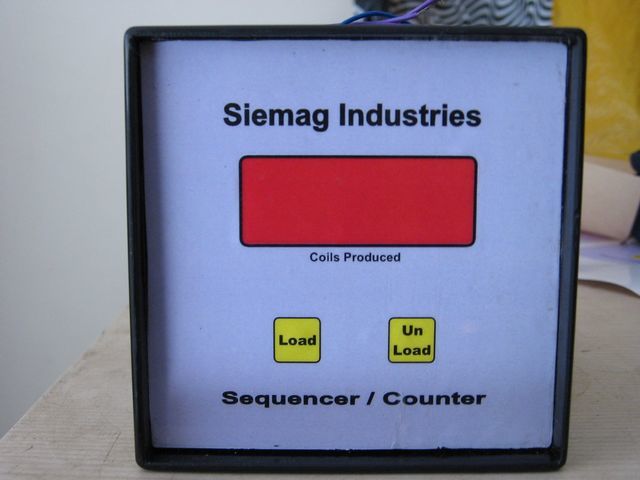 Siemag Industries
Coils Produced
Load
Un
Load
Sequencer / Counter